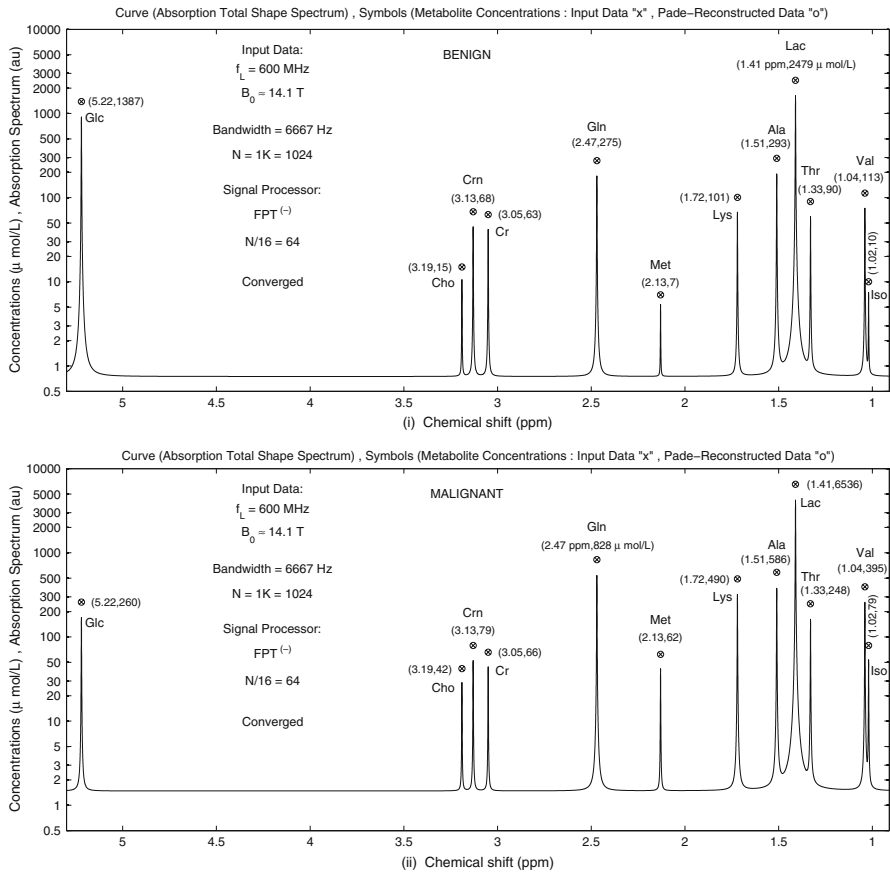 Curve (Absorption Total Shape Spectrum) , Symbols (Metabolite Concentrations : Input Data "x" , Pade−Reconstructed Data "o")
Concentrations (μ mol/L) , Absorption Spectrum (au)
10000
5000
3000
2000
1000
500
300
200
100
50
30
20
10
5
3
2
1
0.5
Input Data:
f_L = 600 MHz
B_0 ≈ 14.1 T
Bandwidth = 6667 Hz
N = 1K = 1024
Signal Processor:
FPT (−)
N/16 = 64
Converged
BENIGN
(5.22,1387)
Glc
(3.19,15)
Cho
Crn
(3.13,68)
(3.05,63)
Cr
Gln
(2.47,275)
Met
(2.13,7)
(1.72,101)
Lys
Ala
(1.51,293)
Lac
(1.41 ppm,2479 μ mol/L)
Thr
(1.33,90)
Val
(1.04,113)
(1.02,10)
Iso
5 4.5 4 3.5 3 2.5 2 1.5 1
(i) Chemical shift (ppm)
Curve (Absorption Total Shape Spectrum) , Symbols (Metabolite Concentrations : Input Data "x" , Pade−Reconstructed Data "o")
Concentrations (μ mol/L) , Absorption Spectrum (au)
10000
5000
3000
2000
1000
500
300
200
100
50
30
20
10
5
3
2
1
0.5
Input Data:
f_L = 600 MHz
B_0 ≈ 14.1 T
Bandwidth = 6667 Hz
N = 1K = 1024
Signal Processor:
FPT (−)
N/16 = 64
Converged
MALIGNANT
(5.22,260)
Glc
(3.19,42)
Cho
Crn
(3.13,79)
(3.05,66)
Cr
Gln
(2.47 ppm,828 μ mol/L)
Met
(2.13,62)
(1.72,490)
Lys
Ala
(1.51,586)
(1.41,6536)
Lac
Thr
(1.33,248)
Val
(1.04,395)
(1.02,79)
Iso
5 4.5 4 3.5 3 2.5 2 1.5 1
(ii) Chemical shift (ppm)